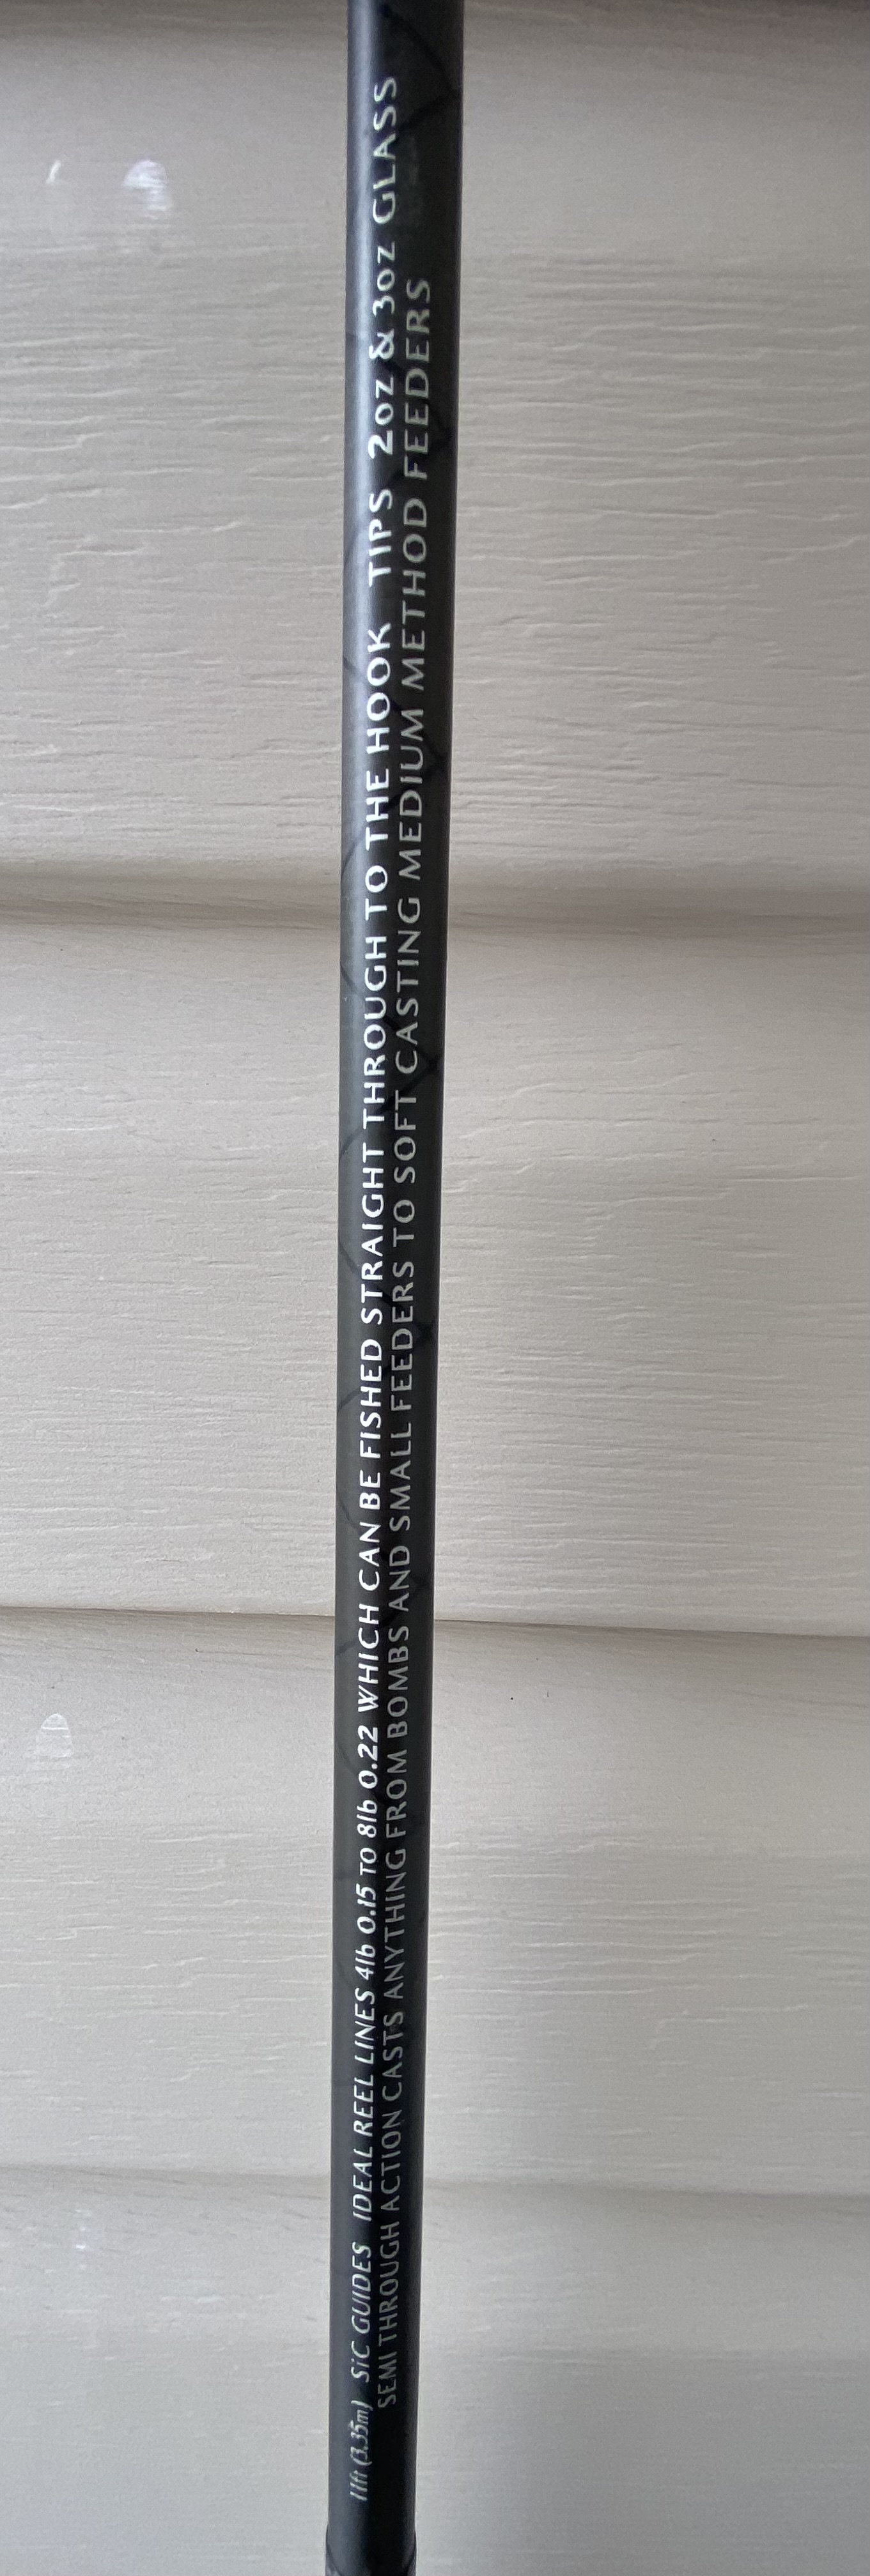 11ft (3.35m) SiC GUIDES IDEAL REEL LINES 4lb 0.15 TO 8lb 0.22 WHICH CAN BE FISHED STRAIGHT THROUGH TO THE HOOK TIPS 2oz & 3oz GLASS
SEMI THROUGH ACTION CASTS ANYTHING FROM BOMBS AND SMALL FEEDERS TO SOFT CASTING MEDIUM METHOD FEEDERS